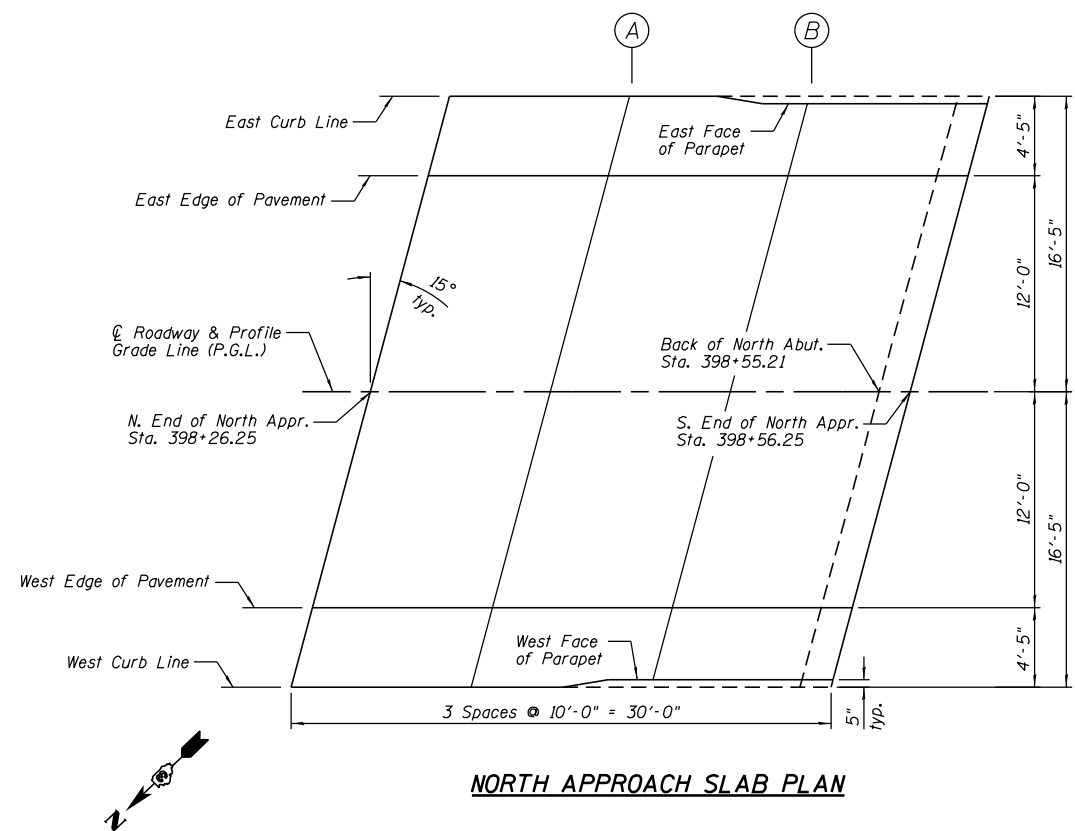 A
B
East Curb Line
East Face
of Parapet
4'-5"
East Edge of Pavement
16'-5"
12'-0"
15°
typ.
℄ Roadway & Profile
Grade Line (P.G.L.)
Back of North Abut.
Sta. 398+55.21
N. End of North Appr.
Sta. 398+26.25
S. End of North Appr.
Sta. 398+56.25
12'-0"
16'-5"
West Edge of Pavement
West Face
of Parapet
West Curb Line
4'-5"
3 Spaces @ 10'-0" = 30'-0"
5"
typ.
N
NORTH APPROACH SLAB PLAN